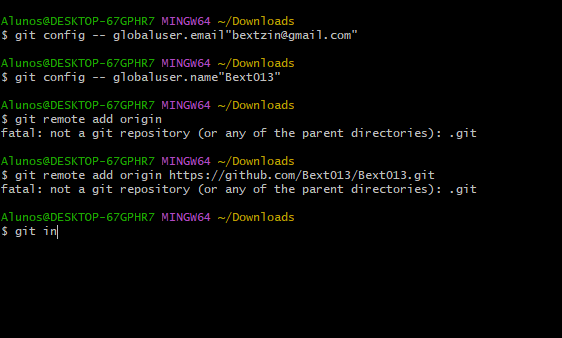 Alunos@DESKTOP-67GPHR7 MINGW64 ~/Downloads
$ git config -- globaluser.email"bextzin@gmail.com"
Alunos@DESKTOP-67GPHR7 MINGW64 ~/Downloads
$ git config -- globaluser.name"Bext013"
Alunos@DESKTOP-67GPHR7 MINGW64 ~/Downloads
$ git remote add origin
fatal: not a git repository (or any of the parent directories): .git
Alunos@DESKTOP-67GPHR7 MINGW64 ~/Downloads
$ git remote add origin https://github.com/Bext013/Bext013.git
fatal: not a git repository (or any of the parent directories): .git
Alunos@DESKTOP-67GPHR7 MINGW64 ~/Downloads
$ git in